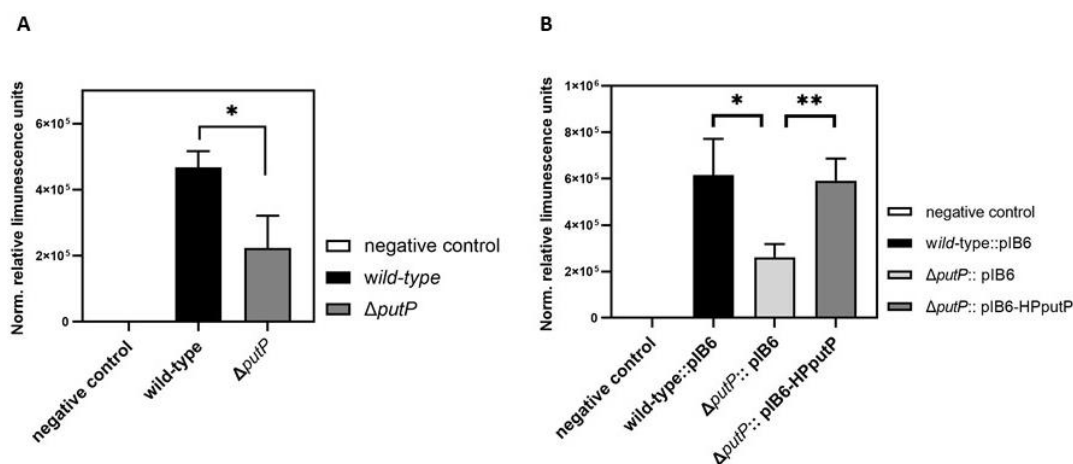 A
Norm. relative limunescence units
6×10⁵
4×10⁵
2×10⁵
0
*
negative control
wild-type
ΔputP
negative control
wild-type
ΔputP
B
Norm. relative limunescence units
1×10⁶
8×10⁵
6×10⁵
4×10⁵
2×10⁵
0
*
**
negative control
wild-type::pIB6
ΔputP:: pIB6
ΔputP:: pIB6-HPputP
negative control
wild-type::pIB6
ΔputP:: pIB6
ΔputP:: pIB6-HPputP